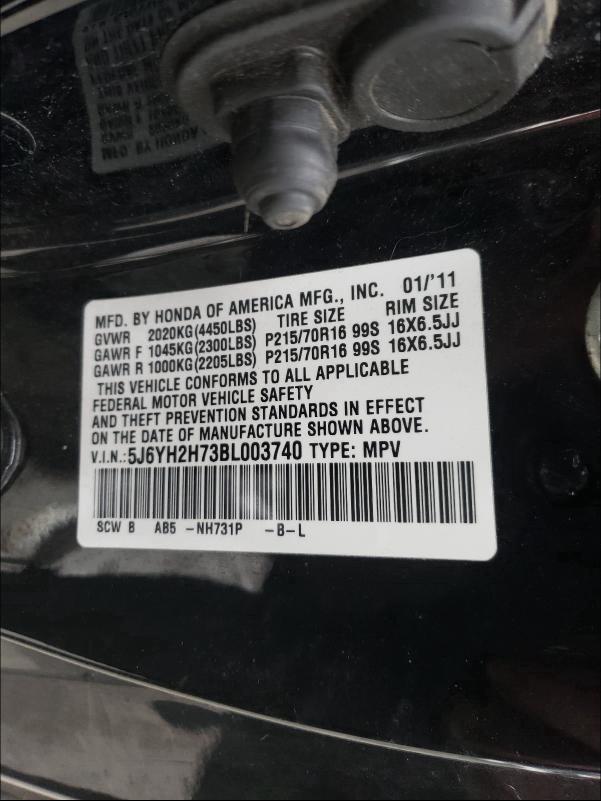 MFD. BY HONDA OF AMERICA MFG., INC. 01/'11
GVWR 2020KG(4450LBS) TIRE SIZE RIM SIZE
GAWR F 1045KG(2300LBS) P215/70R16 99S 16X6.5JJ
GAWR R 1000KG(2205LBS) P215/70R16 99S 16X6.5JJ
THIS VEHICLE CONFORMS TO ALL APPLICABLE
FEDERAL MOTOR VEHICLE SAFETY
AND THEFT PREVENTION STANDARDS IN EFFECT
ON THE DATE OF MANUFACTURE SHOWN ABOVE.
V.I.N.:5J6YH2H73BL003740 TYPE: MPV
SCW B AB5 -NH731P -B-L